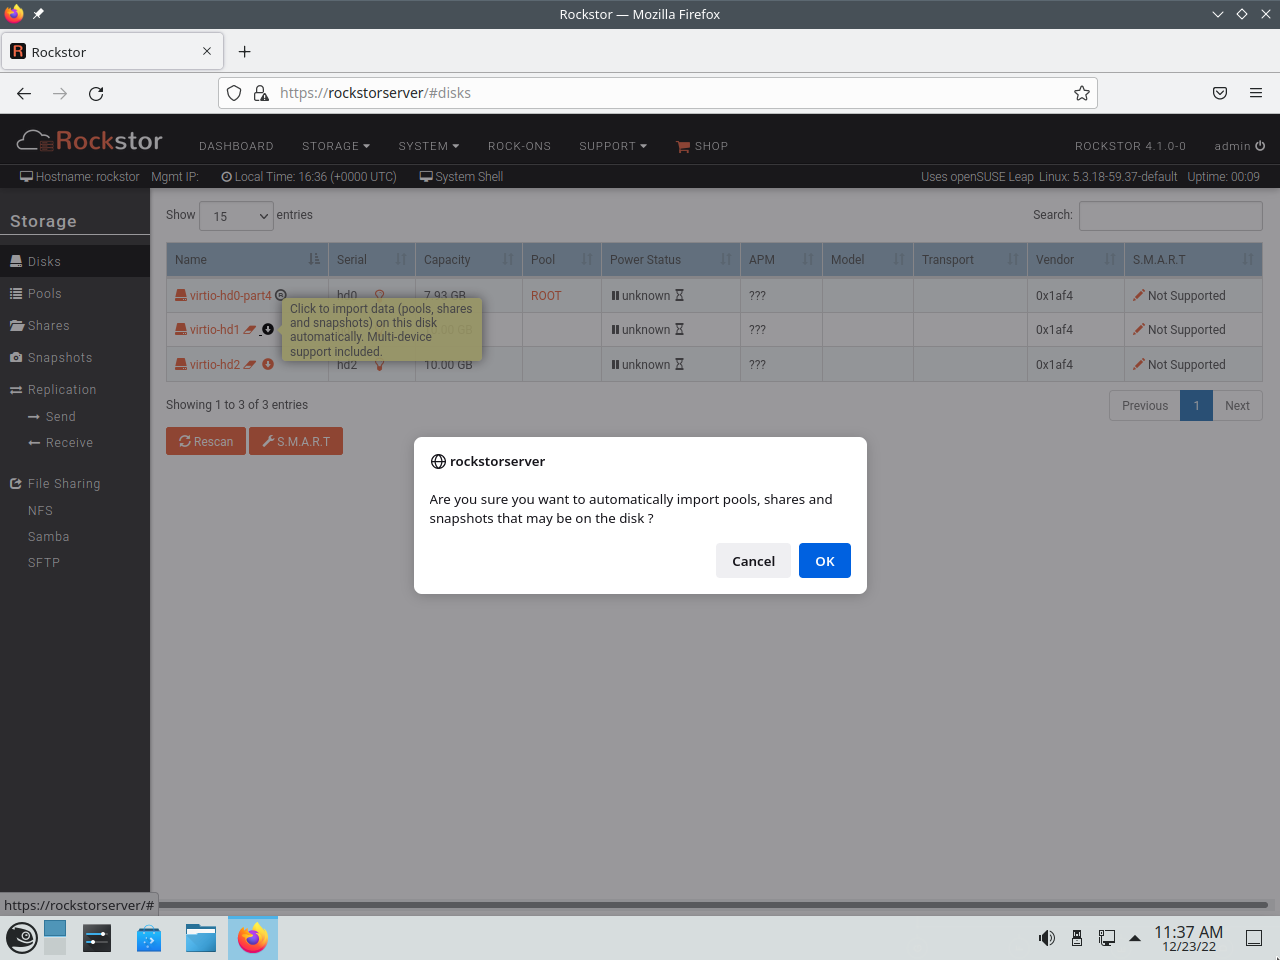 Rockstor — Mozilla Firefox
Rockstor
https://rockstorserver/#disks
Rockstor
DASHBOARD STORAGE SYSTEM ROCK-ONS SUPPORT SHOP ROCKSTOR 4.1.0-0 admin
Hostname: rockstor Mgmt IP: Local Time: 16:36 (+0000 UTC) System Shell Uses openSUSE Leap Linux: 5.3.18-59.37-default Uptime: 00:09
Storage
Disks
Pools
Shares
Snapshots
Replication
Send
Receive
File Sharing
NFS
Samba
SFTP
Show 15 entries Search:
Name Serial Capacity Pool Power Status APM Model Transport Vendor S.M.A.R.T
virtio-hd0-part4 hd0 7.93 GB ROOT unknown ??? 0x1af4 Not Supported
virtio-hd1 unknown ??? 0x1af4 Not Supported
virtio-hd2 hd2 10.00 GB unknown ??? 0x1af4 Not Supported
Click to import data (pools, shares
and snapshots) on this disk
automatically. Multi-device
support included.
Showing 1 to 3 of 3 entries Previous 1 Next
Rescan S.M.A.R.T
rockstorserver
Are you sure you want to automatically import pools, shares and
snapshots that may be on the disk ?
Cancel OK
https://rockstorserver/#
11:37 AM
12/23/22